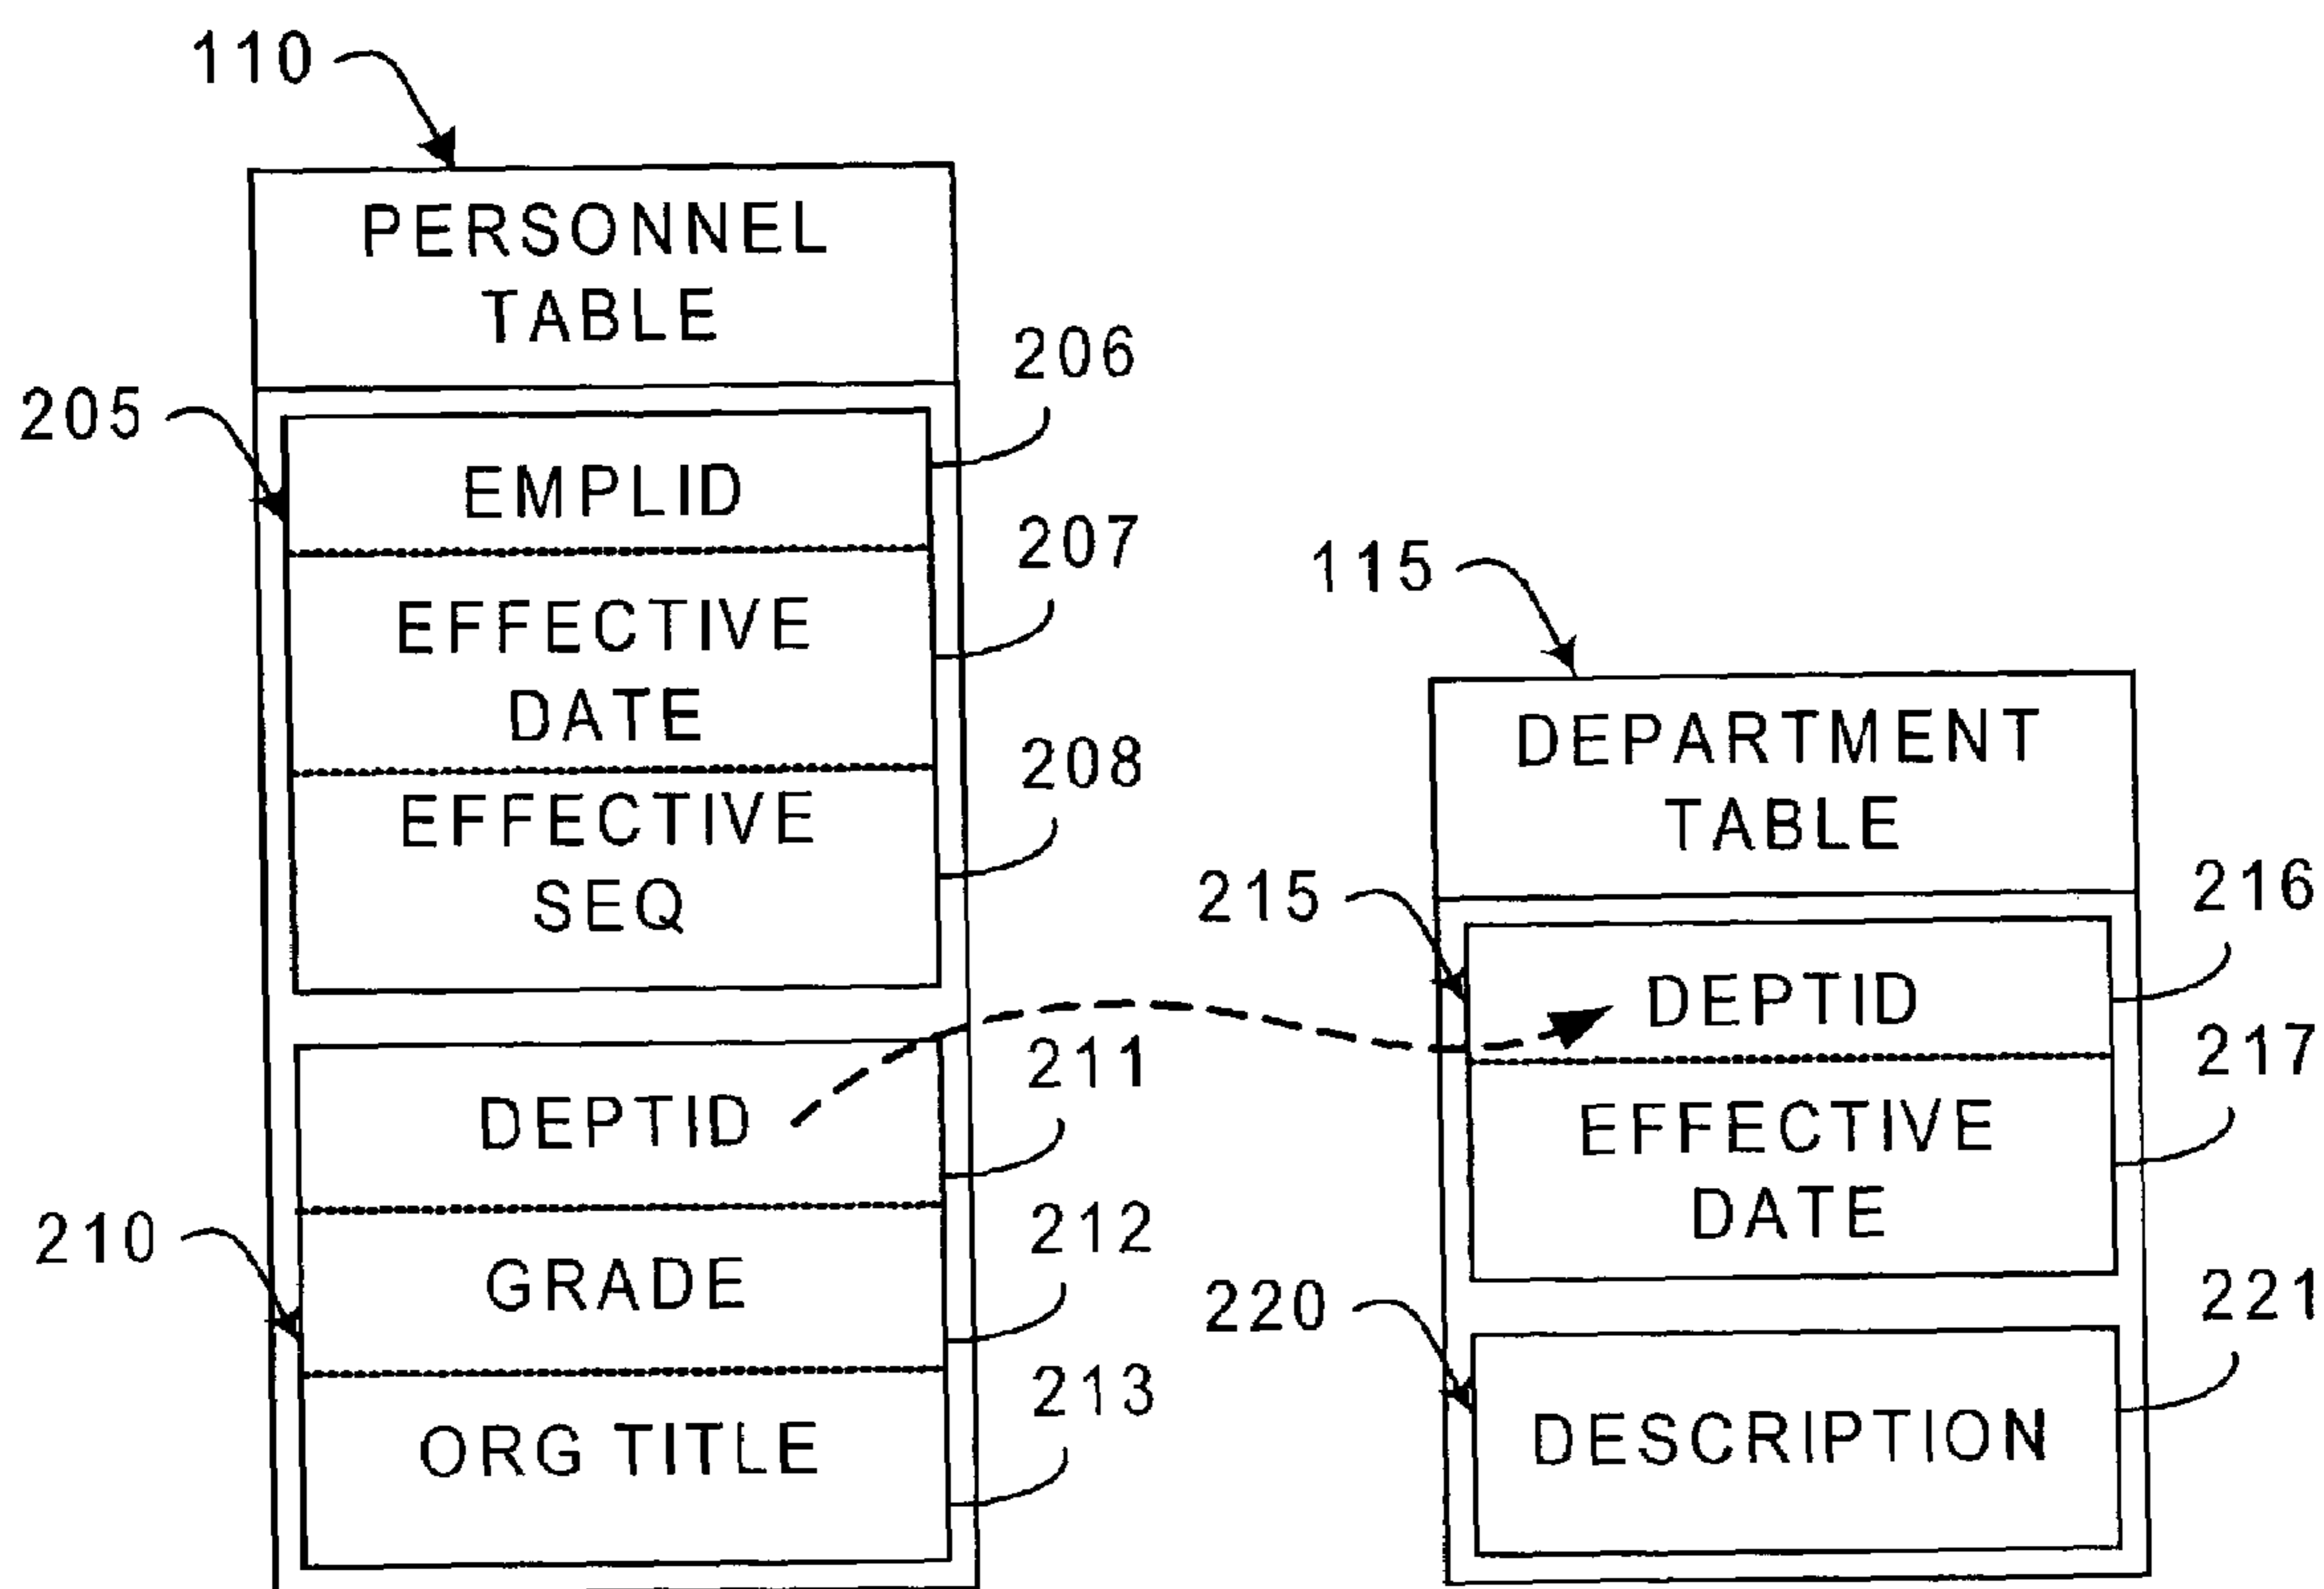 110
PERSONNEL
TABLE
206
205
EMPLID
207
EFFECTIVE
DATE
208
EFFECTIVE
SEQ
211
DEPTID
212
210
GRADE
213
ORG TITLE
115
DEPARTMENT
TABLE
216
215
DEPTID
217
EFFECTIVE
DATE
221
220
DESCRIPTION